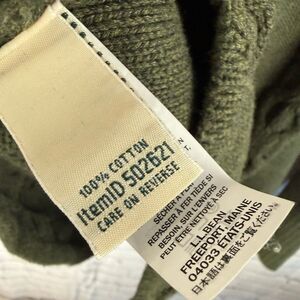 100% COTTON
ItemID 502621
CARE ON REVERSE
SÉCHER À PLAT
REPASSER À FER TIÈDE SI
BESOIN, SUR L'ENVERS
PEUT ÊTRE NETTOYÉ À SEC
L.L.BEAN
FREEPORT, MAINE
04033 ÉTATS-UNIS
日本語は裏面をご覧ください